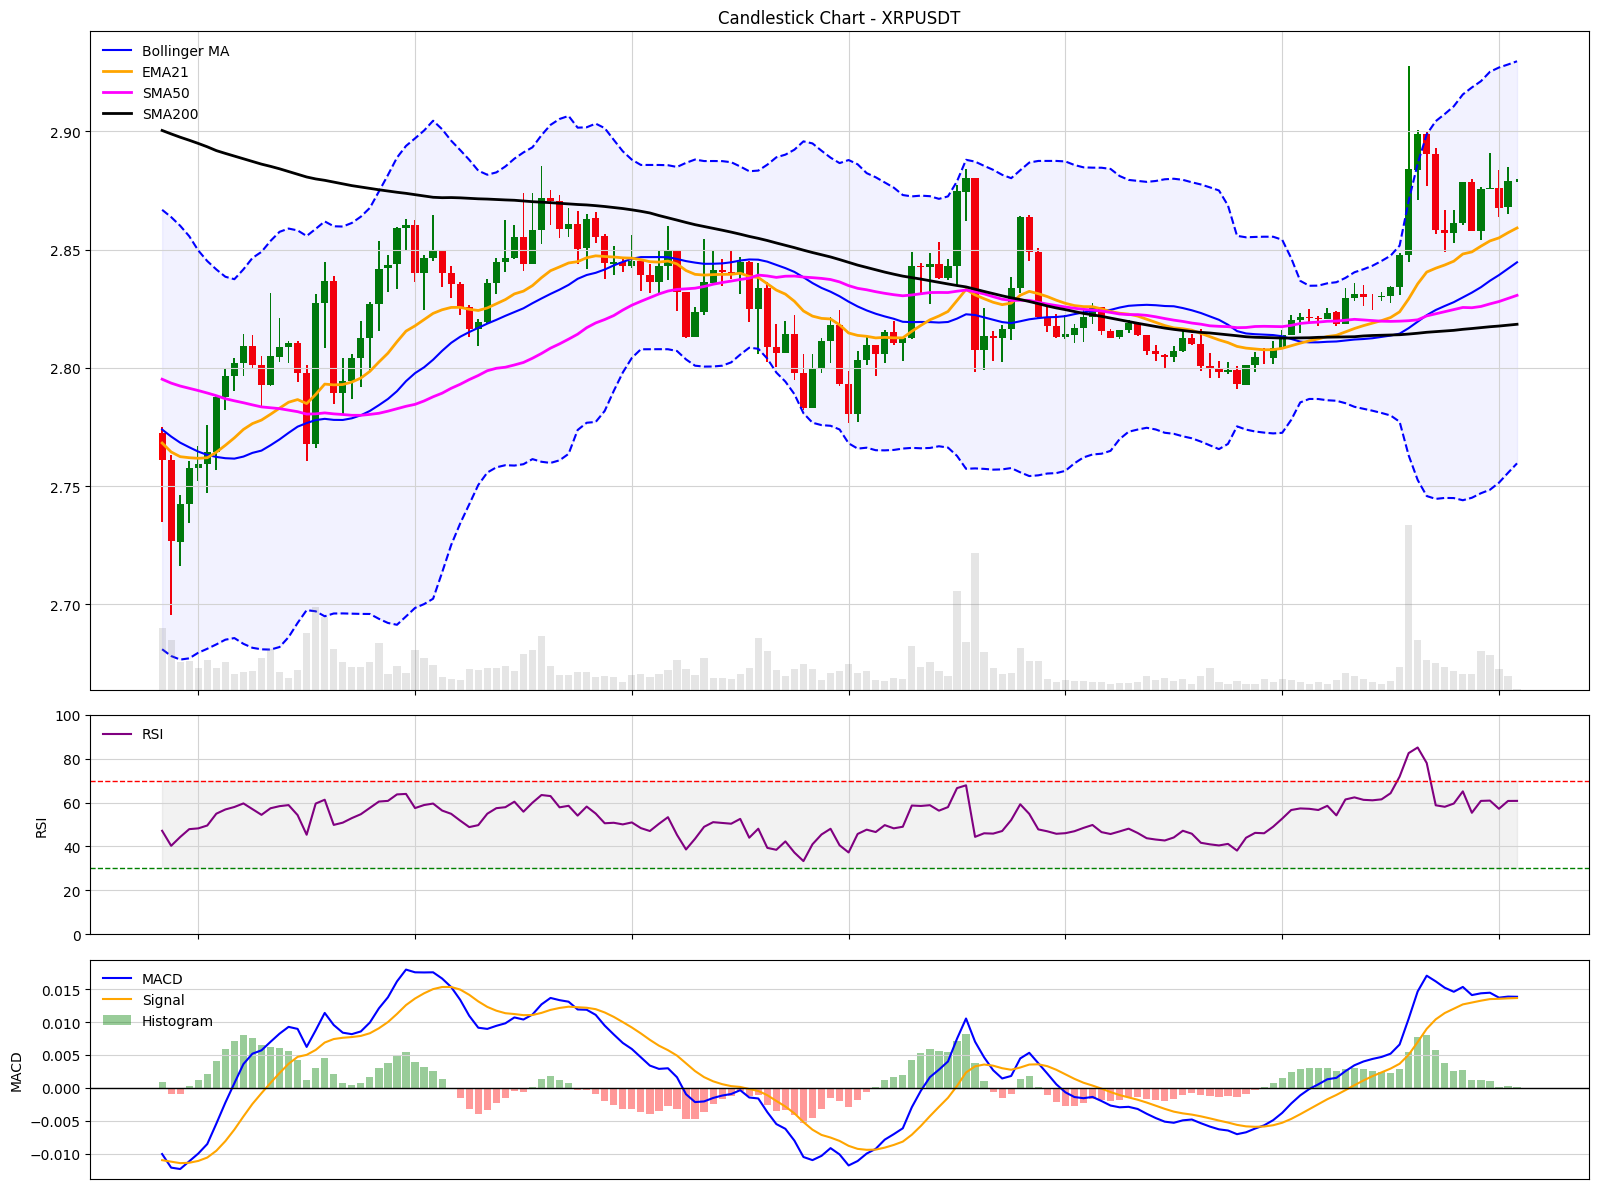 Candlestick Chart - XRPUSDT
Bollinger MA
EMA21
SMA50
SMA200
2.90
2.85
2.80
2.75
2.70
RSI
100
80
60
40
20
0
RSI
MACD
Signal
Histogram
0.015
0.010
0.005
0.000
−0.005
−0.010
MACD